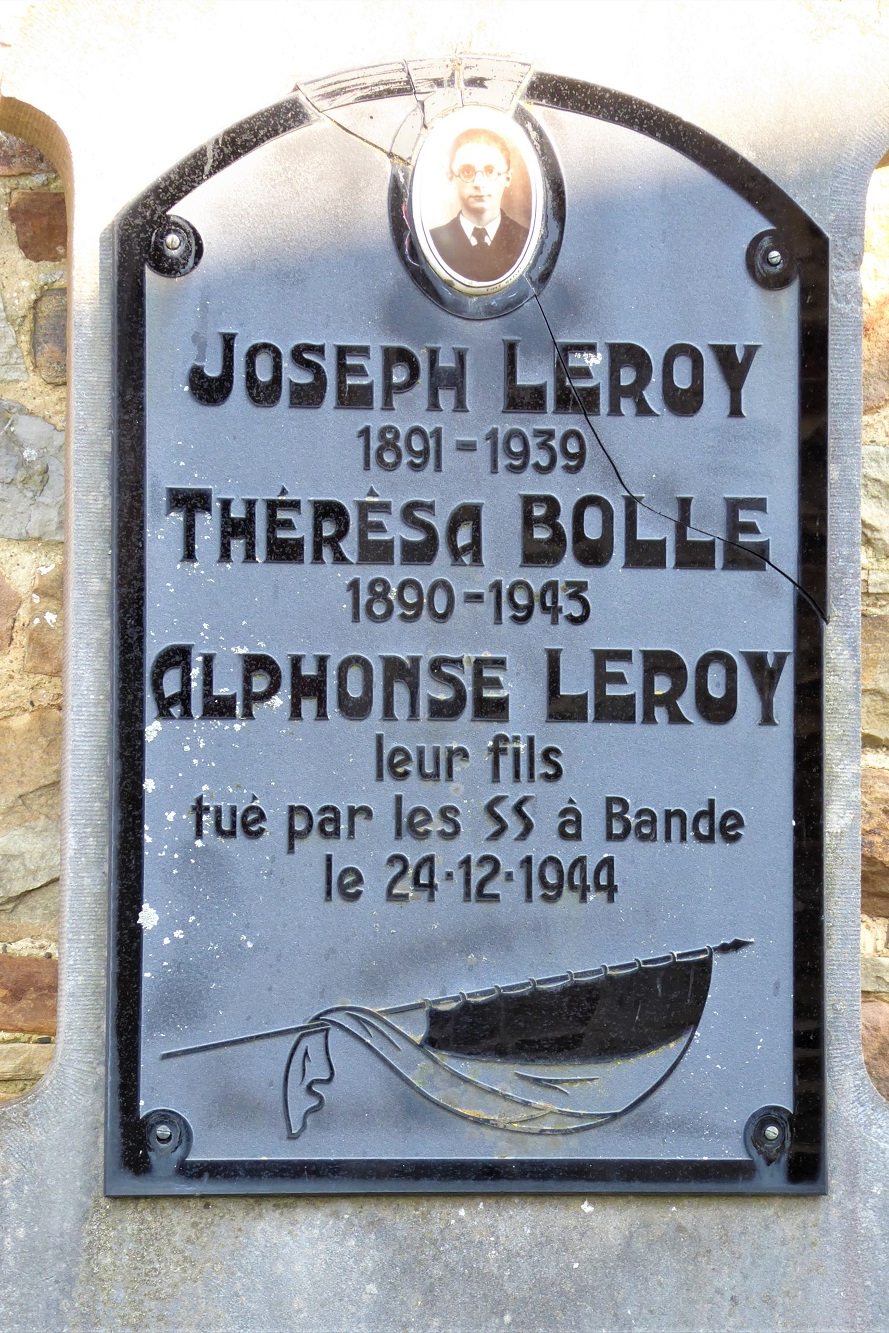 JOSEPH LEROY
1891-1939
THÉRÈSA BOLLE
1890-1943
ALPHONSE LEROY
leur fils
tué par les SS à Bande
le 24·12·1944